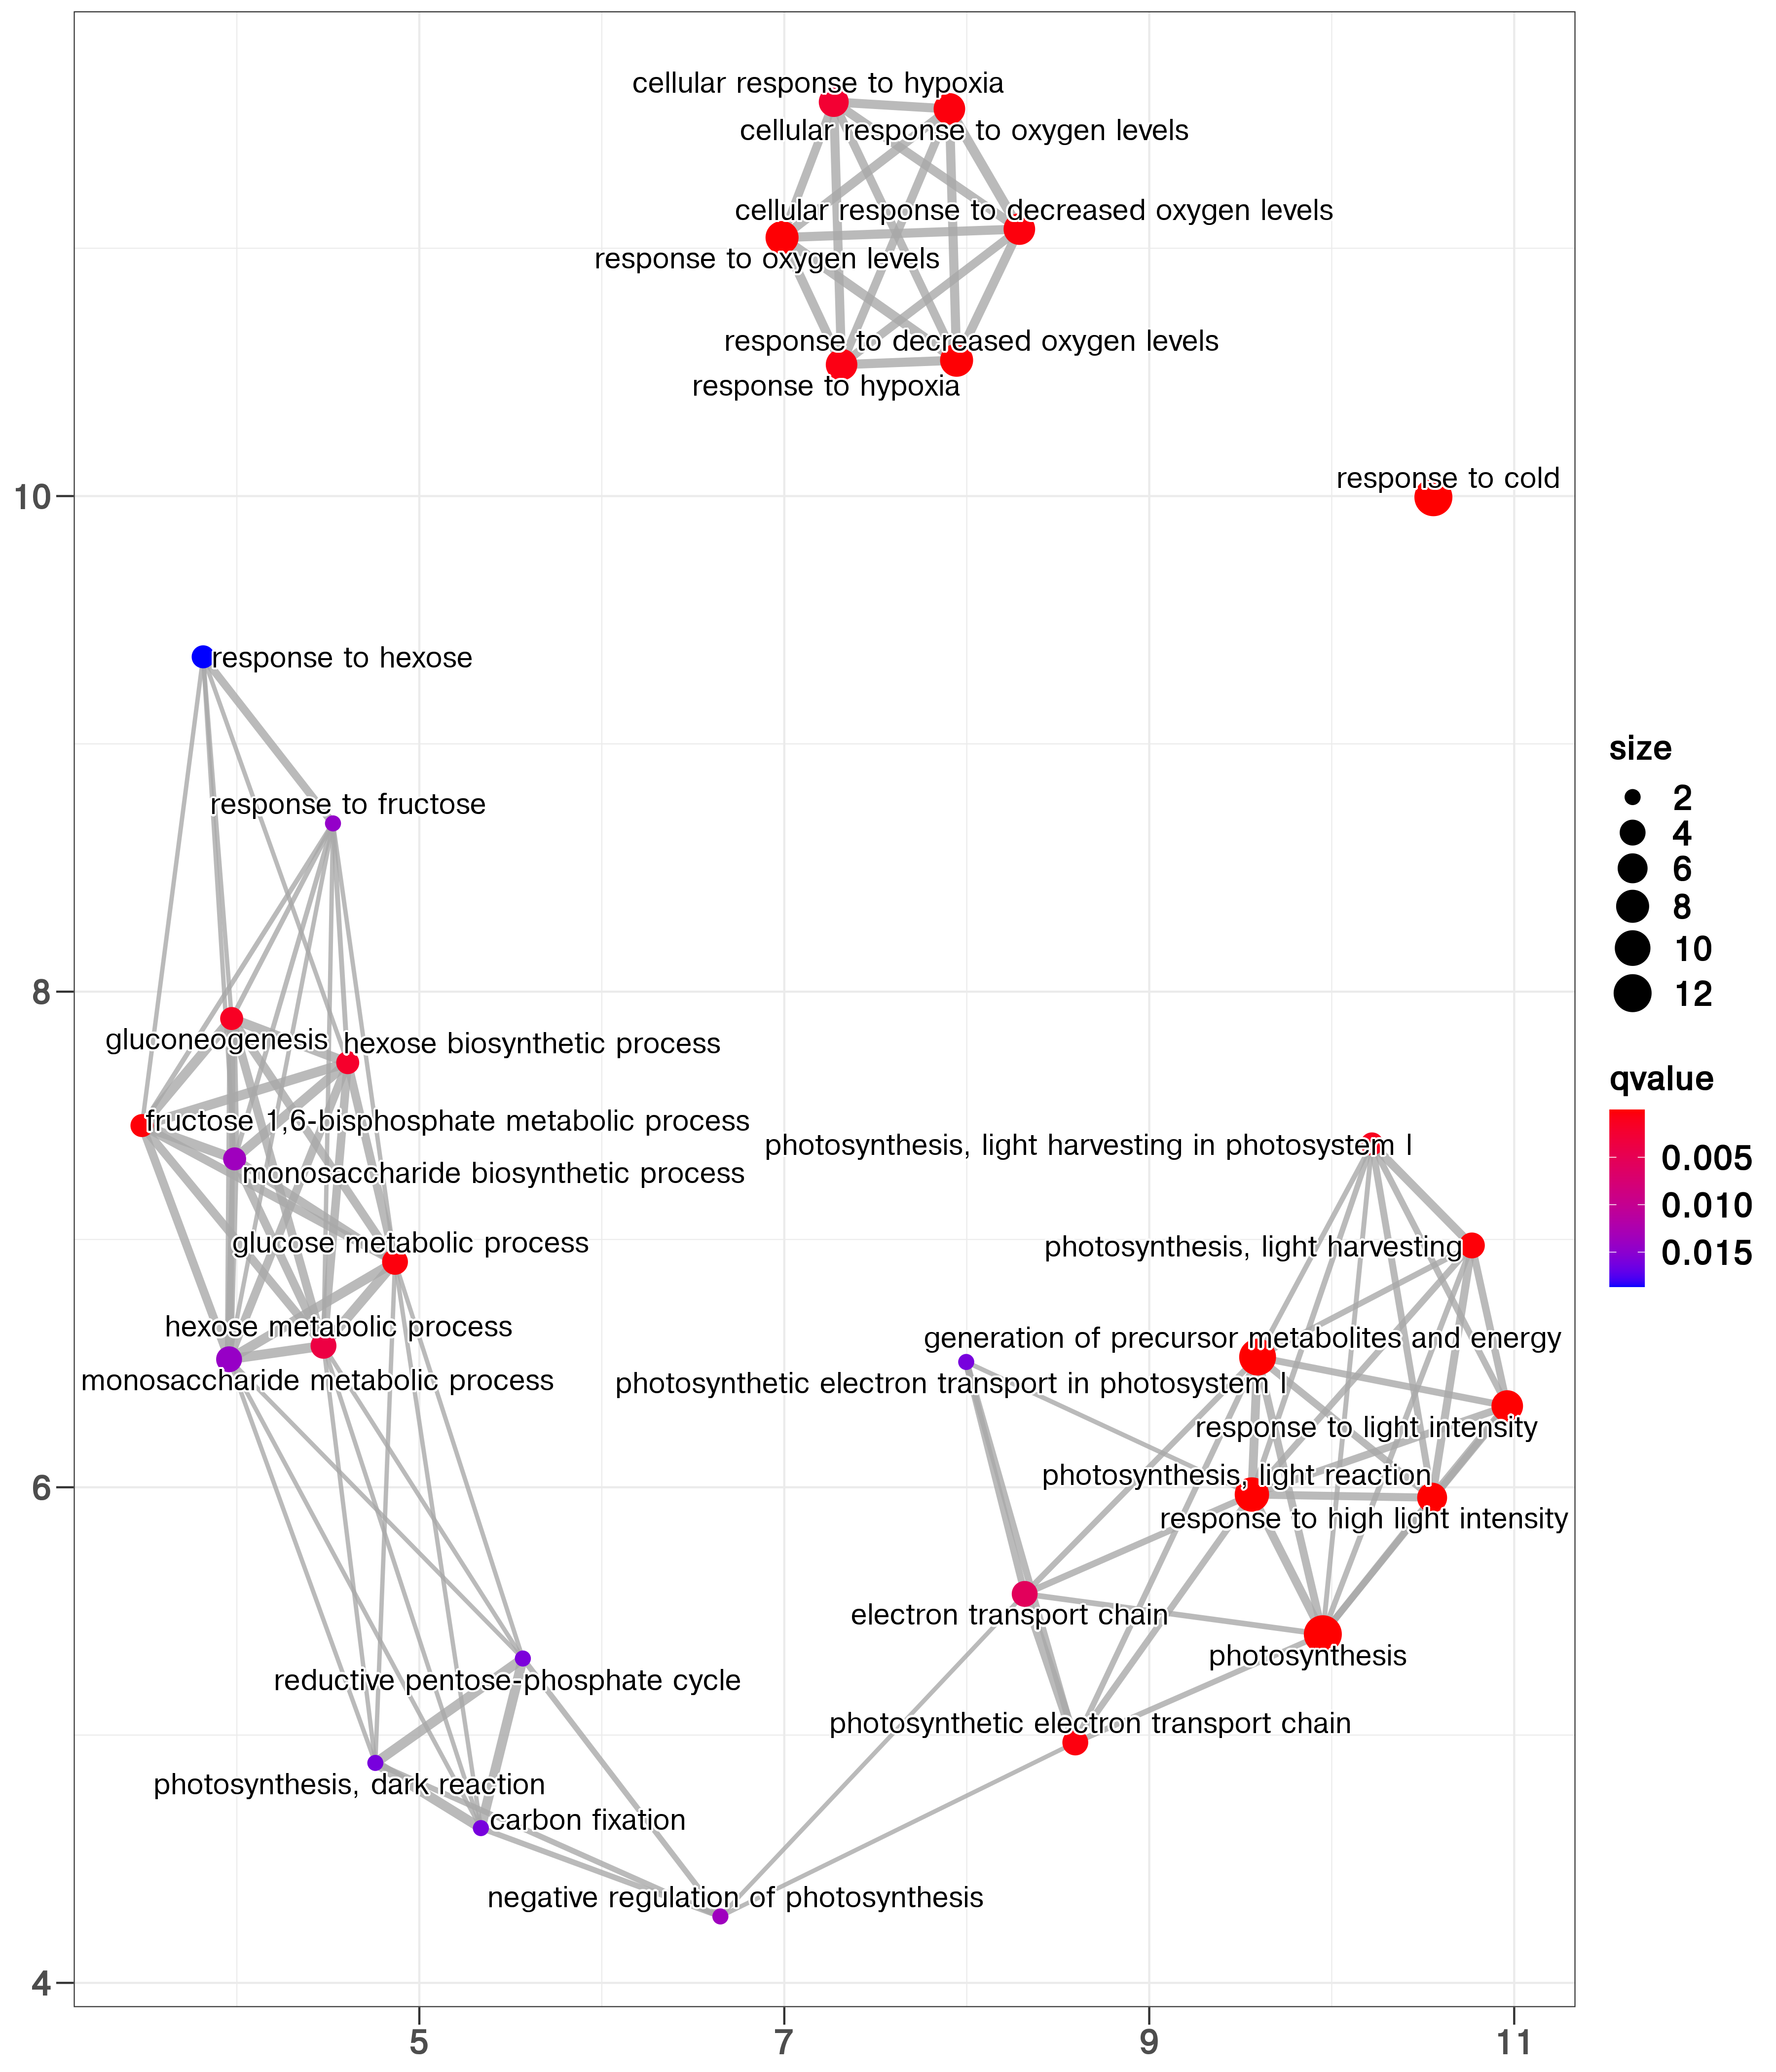 cellular response to hypoxia
cellular response to oxygen levels
cellular response to decreased oxygen levels
response to oxygen levels
response to decreased oxygen levels
response to hypoxia
response to cold
response to hexose
response to fructose
gluconeogenesis
hexose biosynthetic process
fructose 1,6-bisphosphate metabolic process
monosaccharide biosynthetic process
glucose metabolic process
hexose metabolic process
monosaccharide metabolic process
photosynthesis, light harvesting in photosystem I
photosynthesis, light harvesting
generation of precursor metabolites and energy
photosynthetic electron transport in photosystem I
response to light intensity
photosynthesis, light reaction
response to high light intensity
electron transport chain
photosynthesis
reductive pentose-phosphate cycle
photosynthetic electron transport chain
photosynthesis, dark reaction
carbon fixation
negative regulation of photosynthesis
10
8
6
4
5
7
9
11
size
2
4
6
8
10
12
qvalue
0.005
0.010
0.015